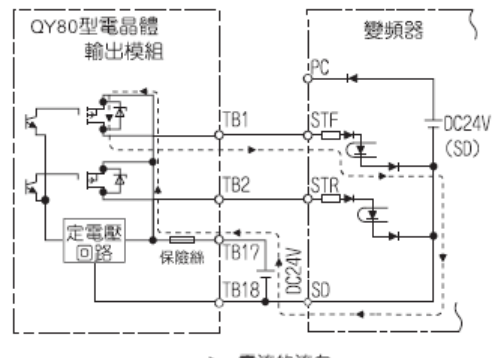 QY80型電晶體
輸出模組
變頻器
PC
TB1
STF
DC24V
(SD)
TB2
STR
定電壓
回路
保險絲
TB17
DC24V
TB18
SD